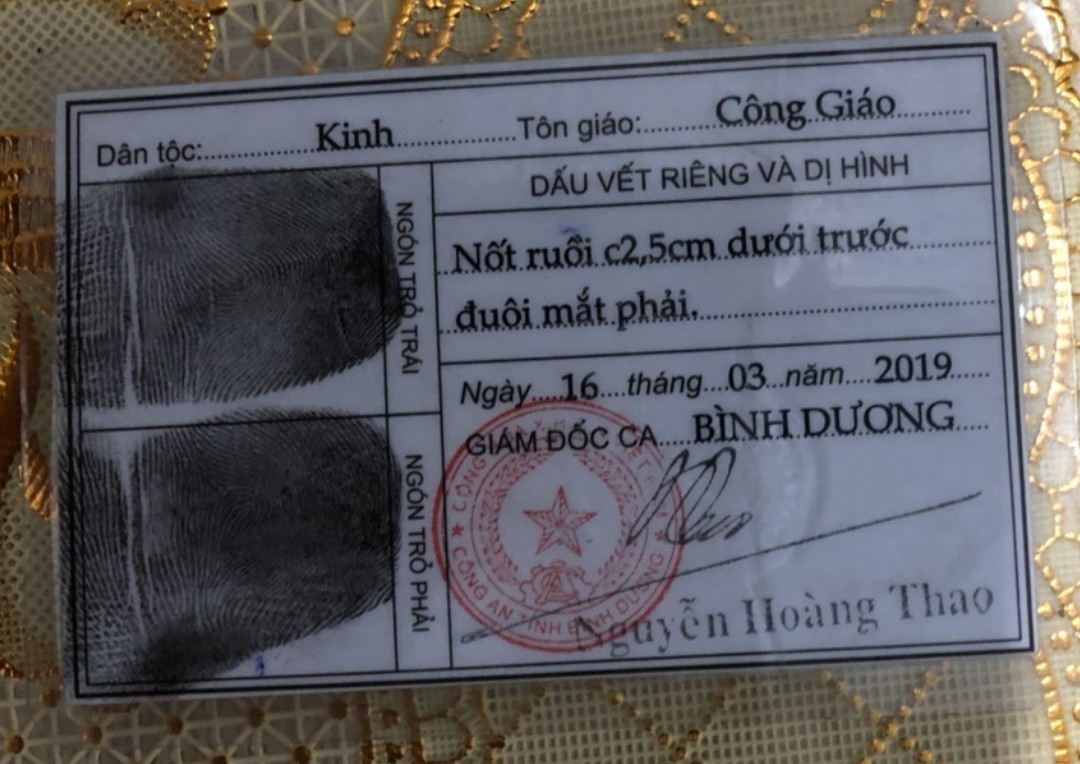 Dân tộc: Kinh Tôn giáo: Công Giáo
NGÓN TRỎ TRÁI
NGÓN TRỎ PHẢI
DẤU VẾT RIÊNG VÀ DỊ HÌNH
Nốt ruồi c2,5cm dưới trước
đuôi mắt phải.
Ngày 16 tháng 03 năm 2019
GIÁM ĐỐC CA BÌNH DƯƠNG
CÔNG AN TỈNH BÌNH DƯƠNG
Nguyễn Hoàng Thao